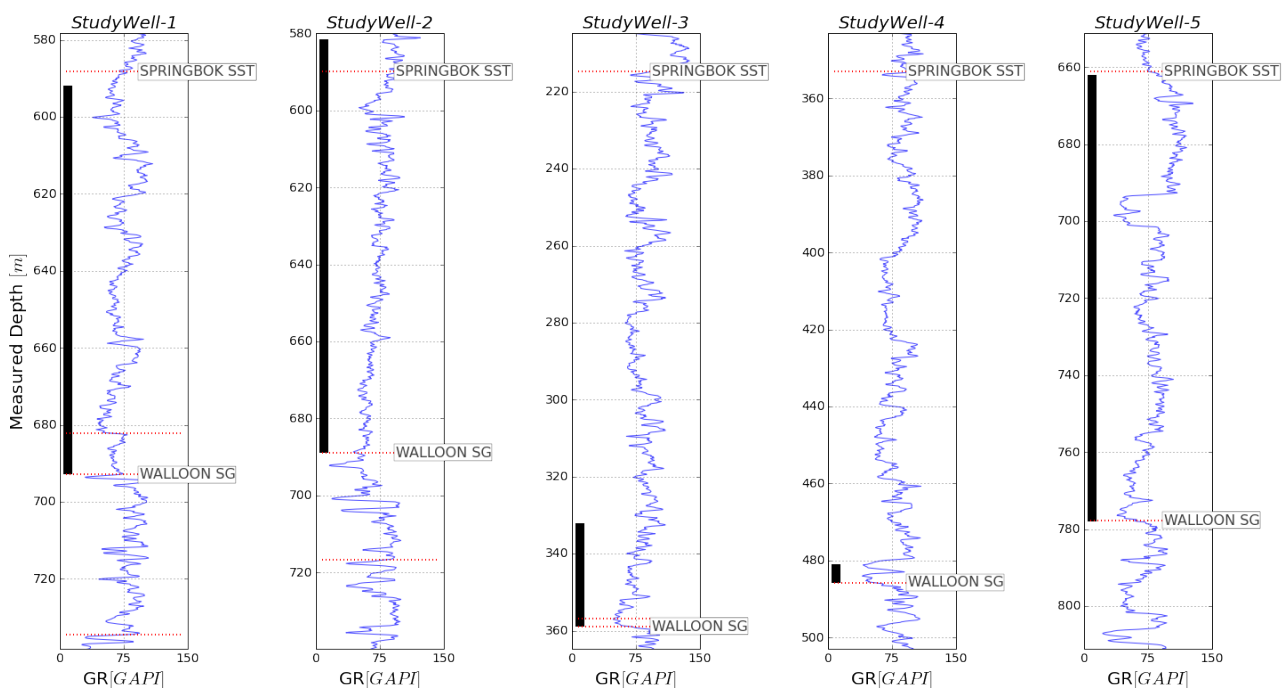 StudyWell-1
580
SPRINGBOK SST
600
620
640
660
680
WALLOON SG
700
720
0 75 150
GR[GAPI]
Measured Depth [m]
StudyWell-2
580
SPRINGBOK SST
600
620
640
660
680
WALLOON SG
700
720
0 75 150
GR[GAPI]
StudyWell-3
SPRINGBOK SST
220
240
260
280
300
320
340
WALLOON SG
360
0 75 150
GR[GAPI]
StudyWell-4
SPRINGBOK SST
360
380
400
420
440
460
480
WALLOON SG
500
0 75 150
GR[GAPI]
StudyWell-5
660
SPRINGBOK SST
680
700
720
740
760
WALLOON SG
780
800
0 75 150
GR[GAPI]